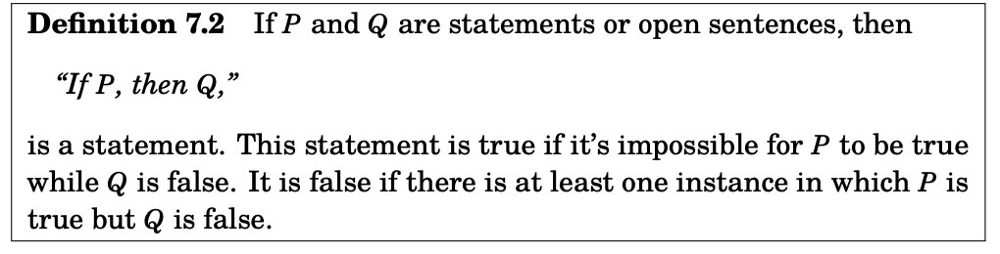 Definition 7.2 If P and Q are statements or open sentences, then
“If P, then Q,”
is a statement. This statement is true if it’s impossible for P to be true
while Q is false. It is false if there is at least one instance in which P is
true but Q is false.